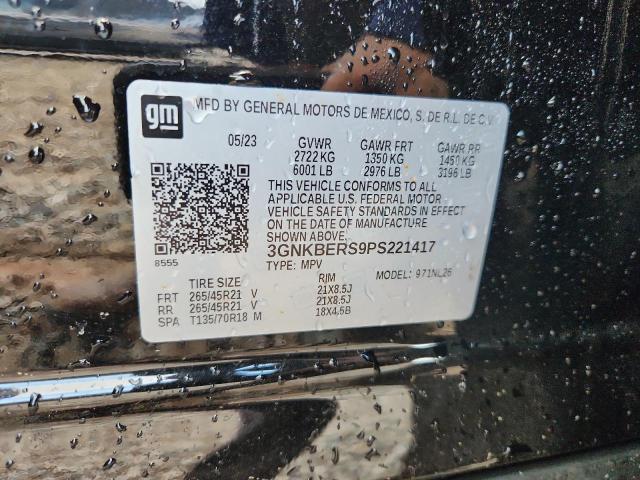 gm MFD BY GENERAL MOTORS DE MEXICO, S. DE R.L. DE C.V.
05/23 GVWR GAWR FRT GAWR RR
2722 KG 1350 KG 1450 KG
6001 LB 2976 LB 3196 LB
THIS VEHICLE CONFORMS TO ALL
APPLICABLE U.S. FEDERAL MOTOR
VEHICLE SAFETY STANDARDS IN EFFECT
ON THE DATE OF MANUFACTURE
SHOWN ABOVE.
3GNKBERS9PS221417
8555 TYPE: MPV MODEL: 971NL26
TIRE SIZE RIM
FRT 265/45R21 V 21X8.5J
RR 265/45R21 V 21X8.5J
SPA T135/70R18 M 18X4.5B